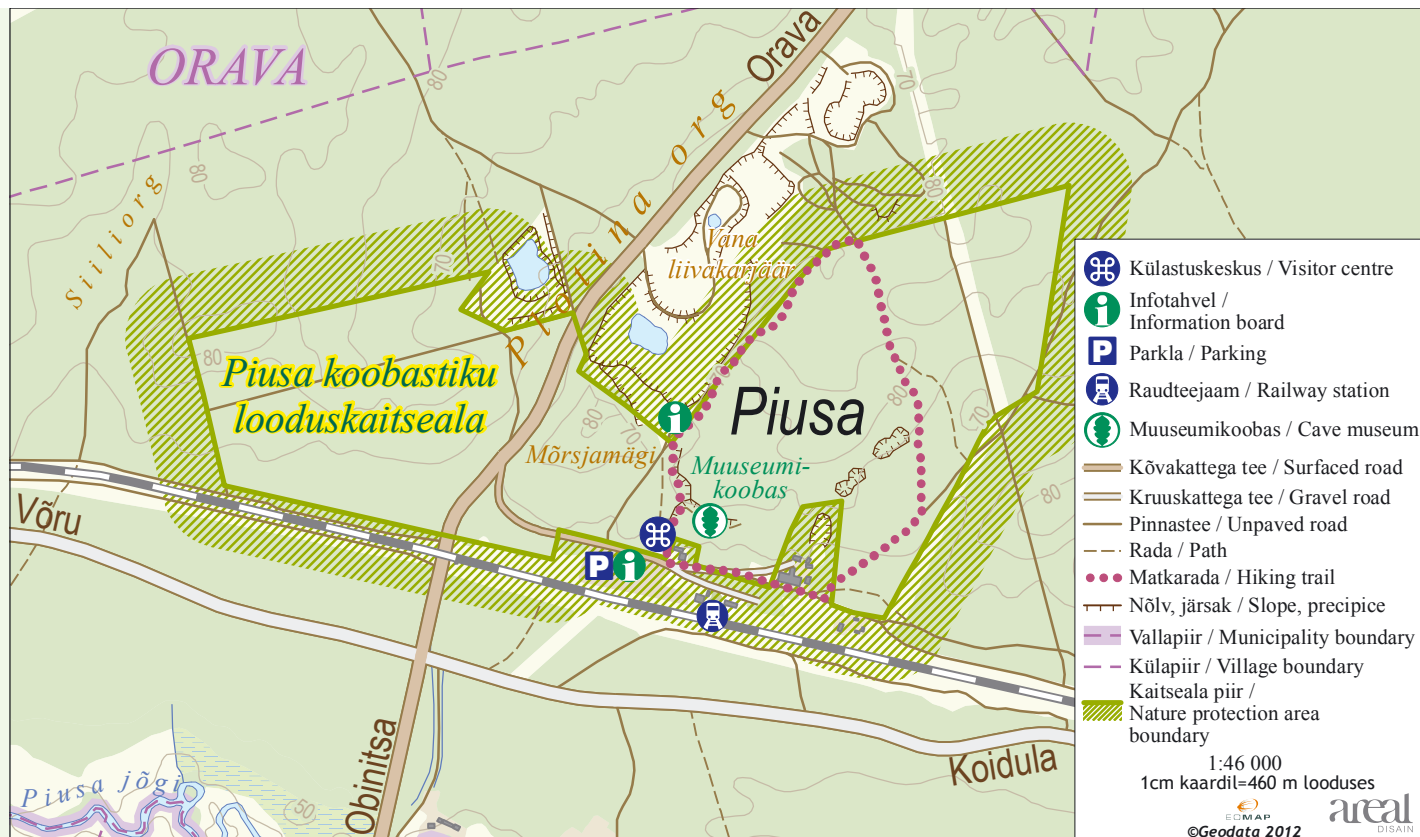 ORAVA
80
80
70
Orava
Plotina org
Siiliorg
80
80
70
Vana
liivakarjäär
80
Piusa koobastiku
looduskaitseala
80
70
Mõrsjamägi
Piusa
80
70
80
Muuseumi-
koobas
Võru
P
Obinitsa
Koidula
Piusa jõgi
50
Külastuskeskus / Visitor centre
Infotahvel /
Information board
P Parkla / Parking
Raudteejaam / Railway station
Muuseumikoobas / Cave museum
Kõvakattega tee / Surfaced road
Kruuskattega tee / Gravel road
Pinnastee / Unpaved road
Rada / Path
Matkarada / Hiking trail
Nõlv, järsak / Slope, precipice
Vallapiir / Municipality boundary
Külapiir / Village boundary
Kaitseala piir /
Nature protection area
boundary
1:46 000
1cm kaardil=460 m looduses
EOMAP
©Geodata 2012
areal
DISAIN